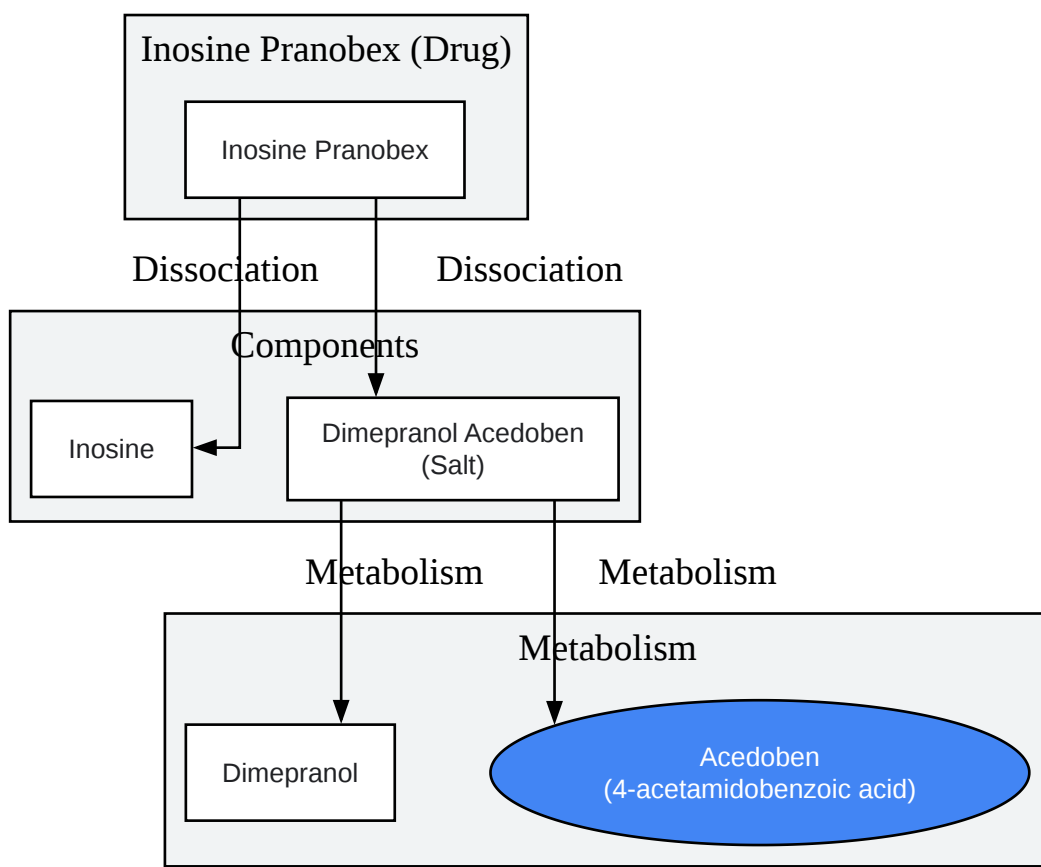 Inosine Pranobex (Drug)
Inosine Pranobex
Dissociation
Dissociation
Components
Inosine
Dimepranol Acedoben
(Salt)
Metabolism
Metabolism
Metabolism
Dimepranol
Acedoben
(4-acetamidobenzoic acid)